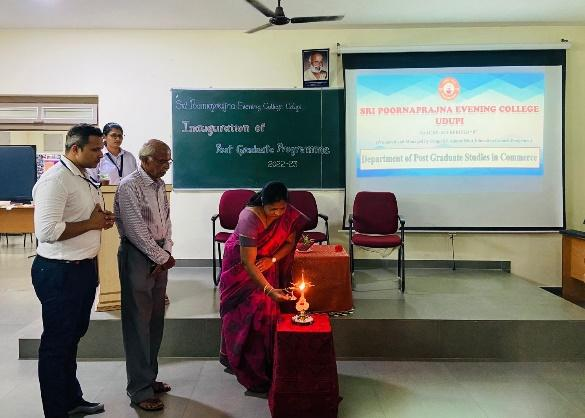 Sri Poornaprajna Evening College Udupi.
Inauguration of
Post Graduate Programme
2022-23
SRI POORNAPRAJNA EVENING COLLEGE
UDUPI
Department of Post Graduate Studies in Commerce